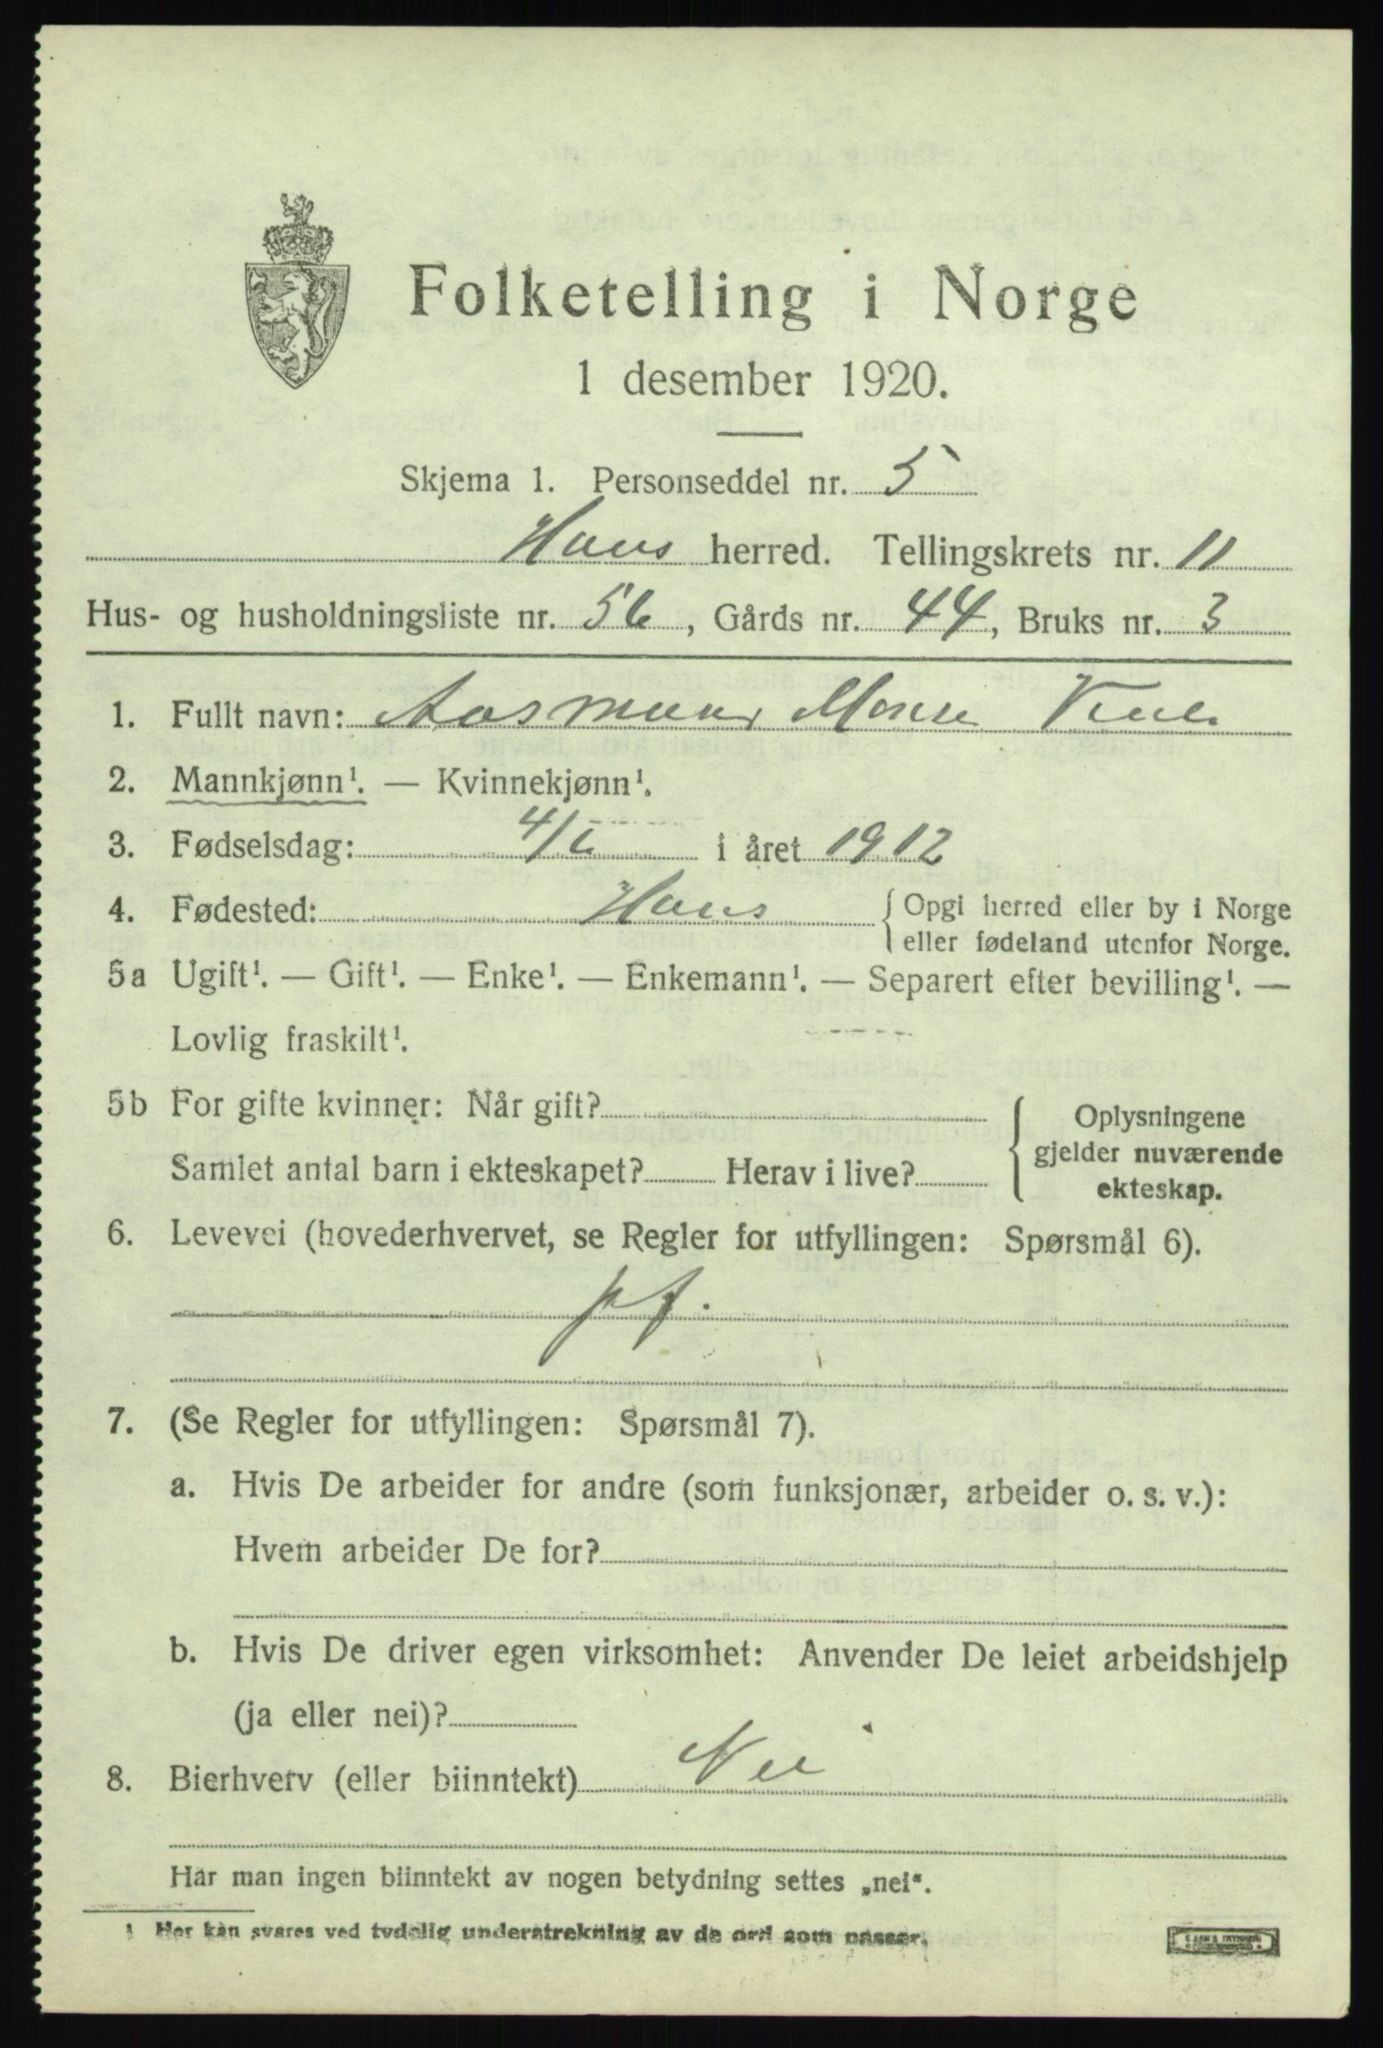 Folketelling i Norge
1 desember 1920.
Skjema 1. Personseddel nr. 5
Haus herred. Tellingskrets nr. 11
Hus- og husholdningsliste nr. 56, Gårds nr. 44, Bruks nr. 3
1. Fullt navn: Aasmund Monsen
2. Mannkjønn¹. — Kvinnekjønn¹.
3. Fødselsdag: 4/6 i året 1912
4. Fødested: Haus { Opgi herred eller by i Norge
eller fødeland utenfor Norge.
5a Ugift¹. — Gift¹. — Enke¹. — Enkemann¹. — Separert efter bevilling¹. —
Lovlig fraskilt¹.
5b For gifte kvinner: Når gift?
Samlet antal barn i ekteskapet? Herav i live?
{ Oplysningene
gjelder nuværende
ekteskap.
6. Levevei (hovederhvervet, se Regler for utfyllingen: Spørsmål 6).
pf.
7. (Se Regler for utfyllingen: Spørsmål 7).
a. Hvis De arbeider for andre (som funksjonær, arbeider o. s. v.):
Hvem arbeider De for?
b. Hvis De driver egen virksomhet: Anvender De leiet arbeidshjelp
(ja eller nei)?
8. Bierhverv (eller biinntekt) Nei
Har man ingen biinntekt av nogen betydning settes „nei“.
¹ Her kan svares ved tydelig understrekning av de ord som passer.